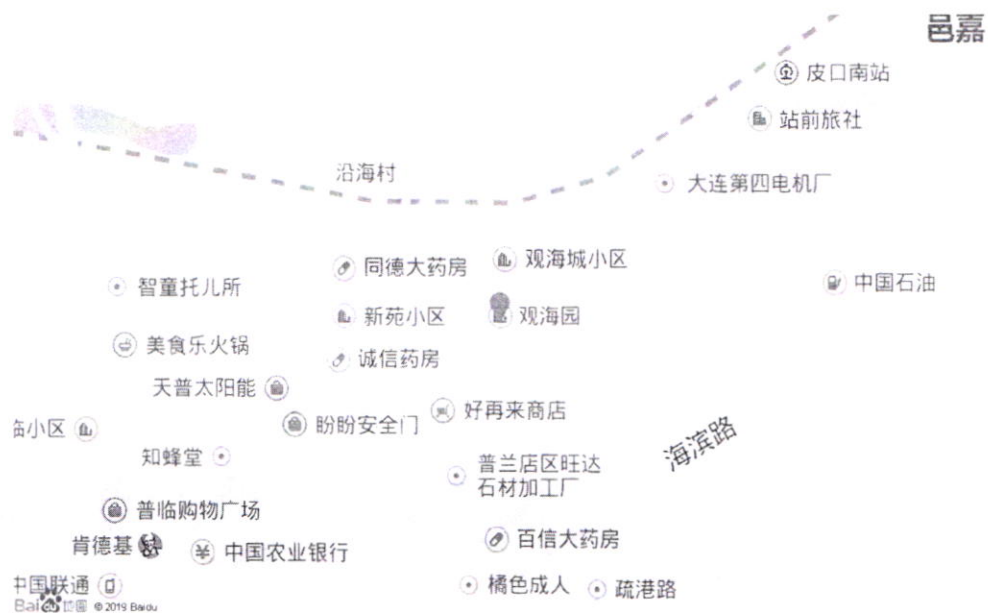 邑嘉
皮口南站
站前旅社
沿海村
大连第四电机厂
观海城小区
同德大药房
中国石油
智童托儿所
新苑小区
观海园
美食乐火锅
诚信药房
天普太阳能
好再来商店
盼盼安全门
临小区
海滨路
知蜂堂
普兰店区旺达
石材加工厂
普临购物广场
百信大药房
肯德基
中国农业银行
中国联通
橘色成人
疏港路
Bai du 地图 © 2019 Baidu